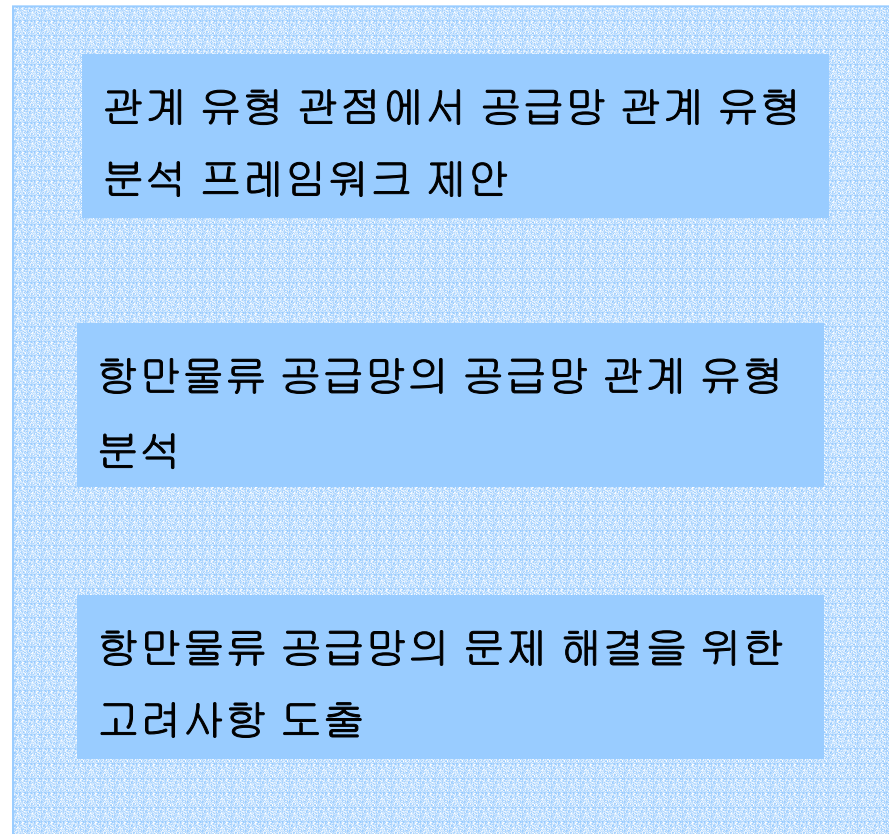 관계 유형 관점에서 공급망 관계 유형
분석 프레임워크 제안
항만물류 공급망의 공급망 관계 유형
분석
항만물류 공급망의 문제 해결을 위한
고려사항 도출